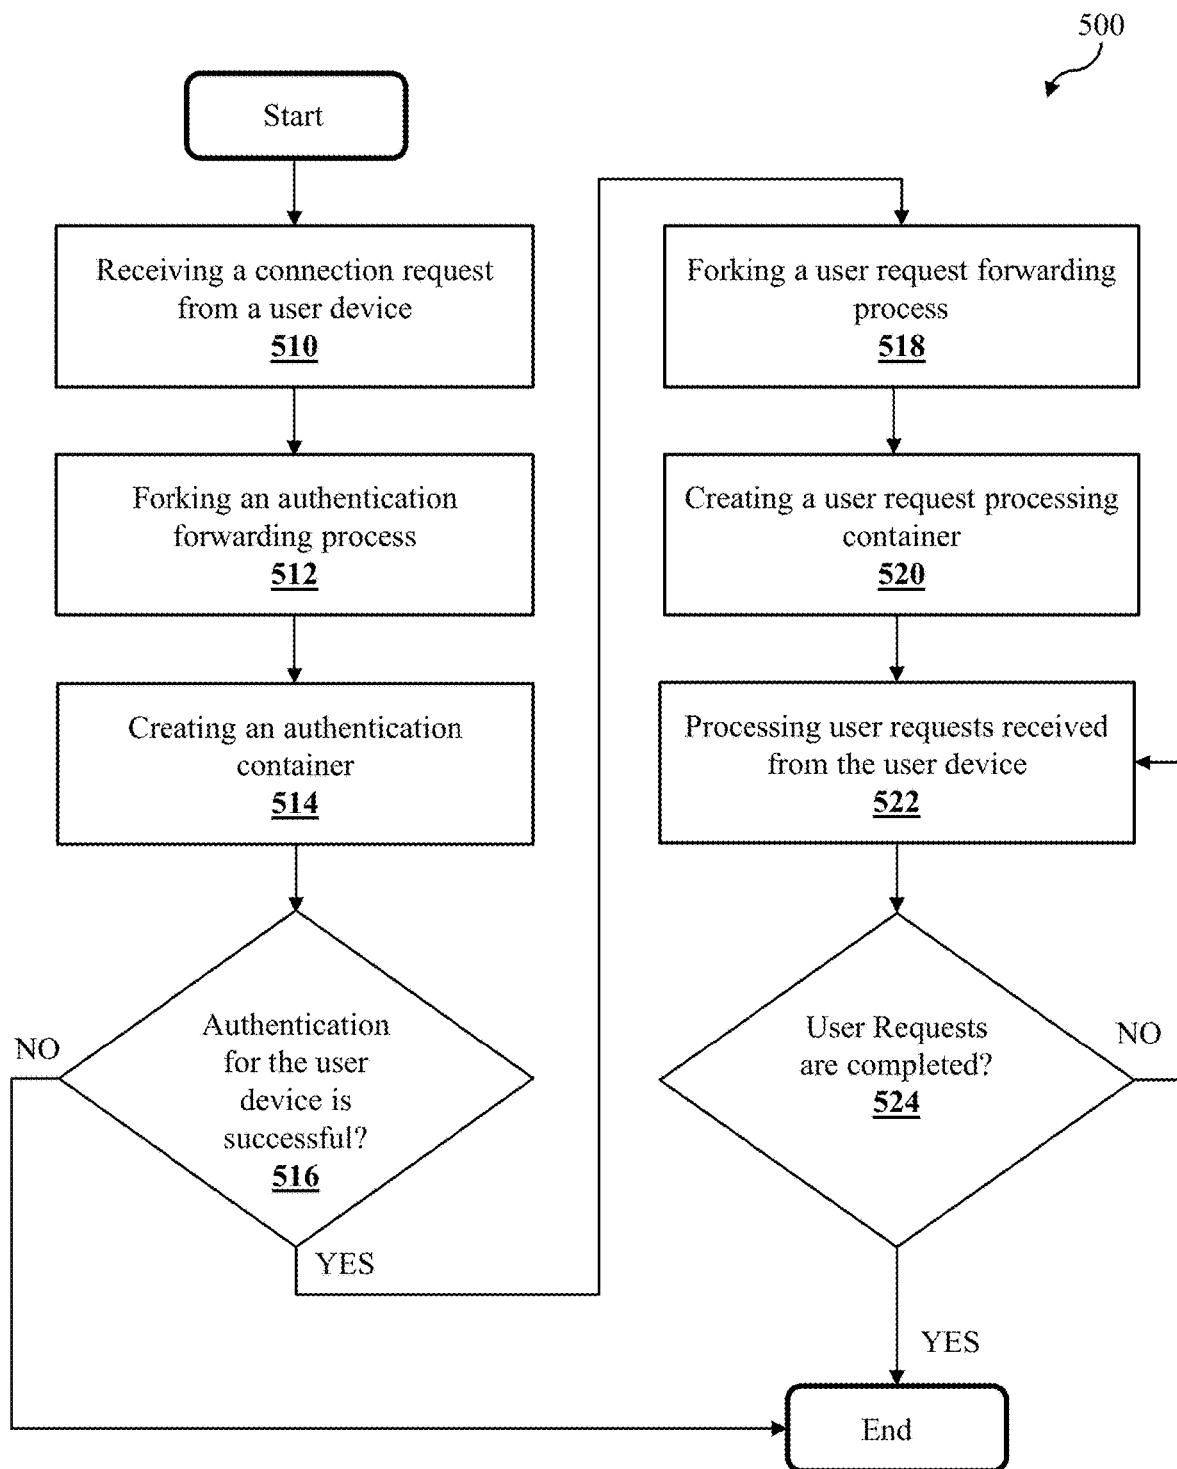 500
Start
Receiving a connection request
from a user device
510
Forking an authentication
forwarding process
512
Creating an authentication
container
514
Authentication
for the user
device is
successful?
516
NO
YES
Forking a user request forwarding
process
518
Creating a user request processing
container
520
Processing user requests received
from the user device
522
User Requests
are completed?
524
NO
YES
End